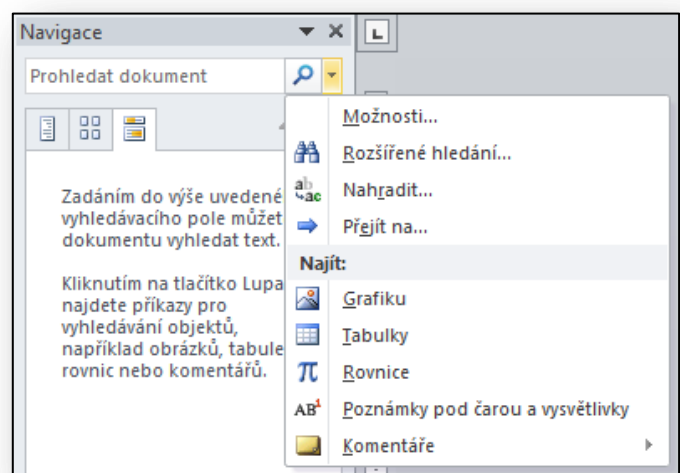 Navigace
Prohledat dokument
Možnosti...
Rozšířené hledání...
Nahradit...
Přejít na...
Najít:
Grafiku
Tabulky
Rovnice
Poznámky pod čarou a vysvětlivky
Komentáře
Zadáním do výše uvedené
vyhledávacího pole může
dokumentu vyhledat text.
Kliknutím na tlačítko Lupa
najdete příkazy pro
vyhledávání objektů,
například obrázků, tabule
rovnic nebo komentářů.